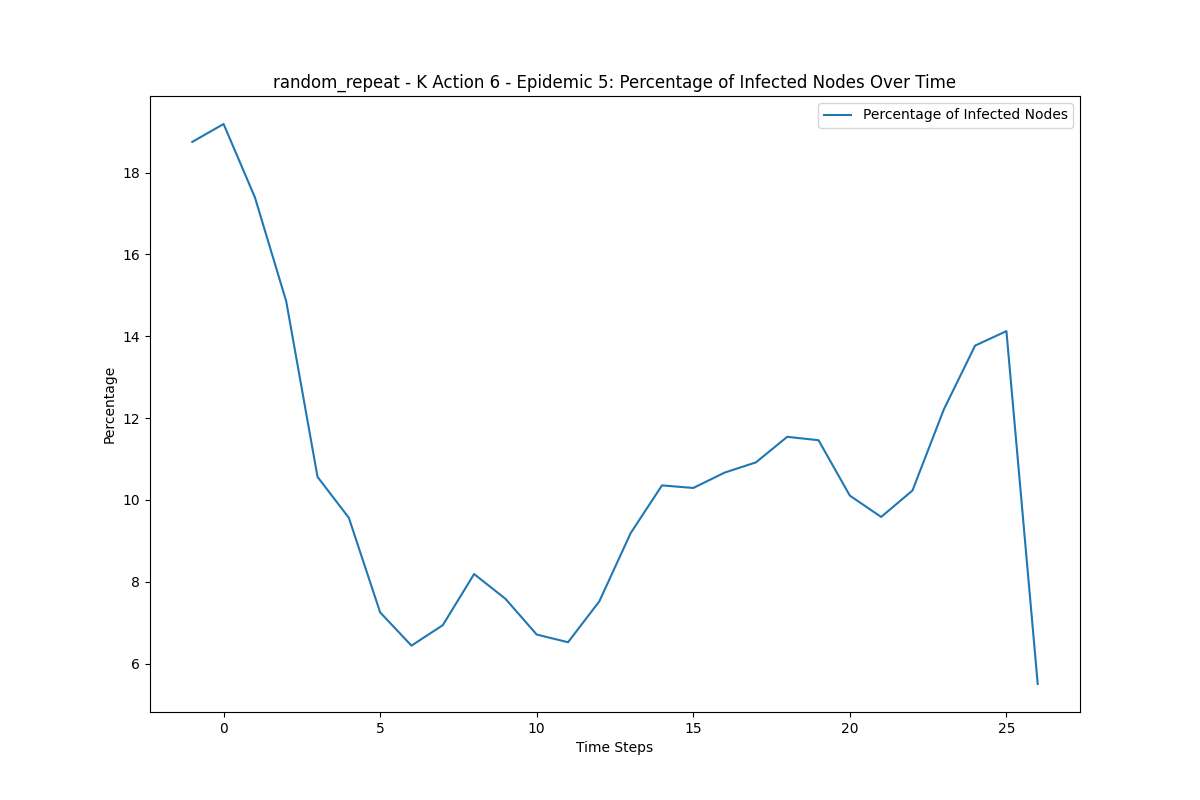 random_repeat - K Action 6 - Epidemic 5: Percentage of Infected Nodes Over Time
Percentage of Infected Nodes
18
16
14
12
10
8
6
Percentage
0 5 10 15 20 25
Time Steps